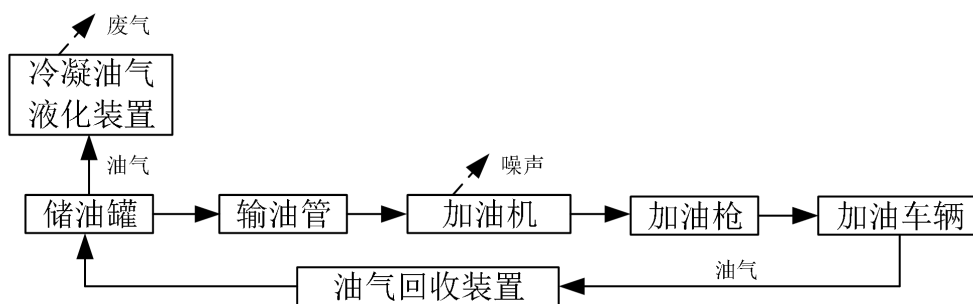 废气
冷凝油气
液化装置
油气
噪声
储油罐
输油管
加油机
加油枪
加油车辆
油气
油气回收装置